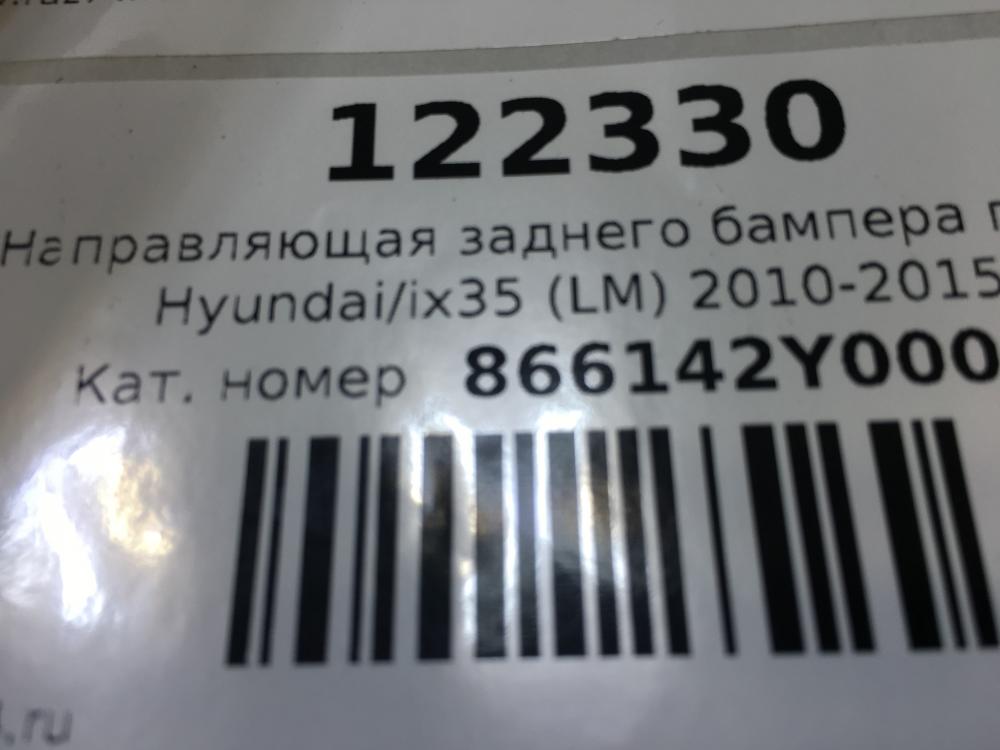 122330
Направляющая заднего бампера
Hyundai/ix35 (LM) 2010-2015
Кат. номер 866142Y000
.ru